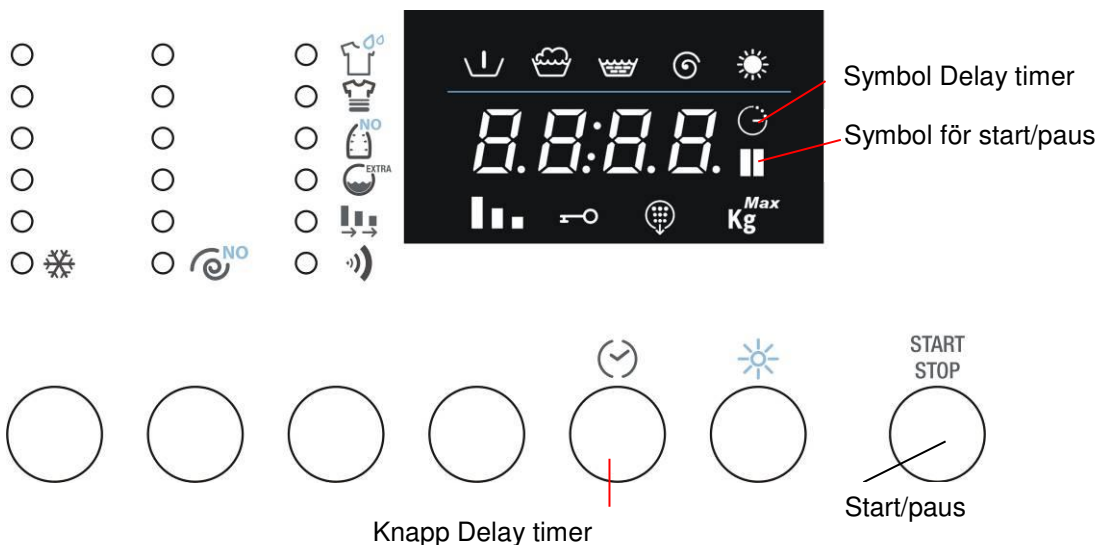 Symbol Delay timer
NO
Symbol för start/paus
EXTRA
8.8:8.8.
Max
Kg
NO
START
STOP
Start/paus
Knapp Delay timer